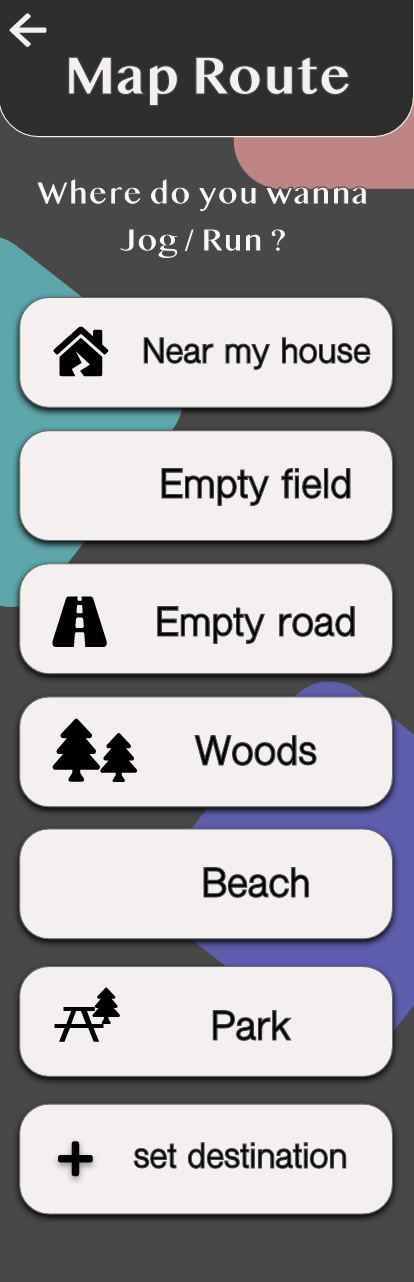 Map Route
Where do you wanna
Jog / Run ?
Near my house
Empty field
Empty road
Woods
Beach
Park
set destination